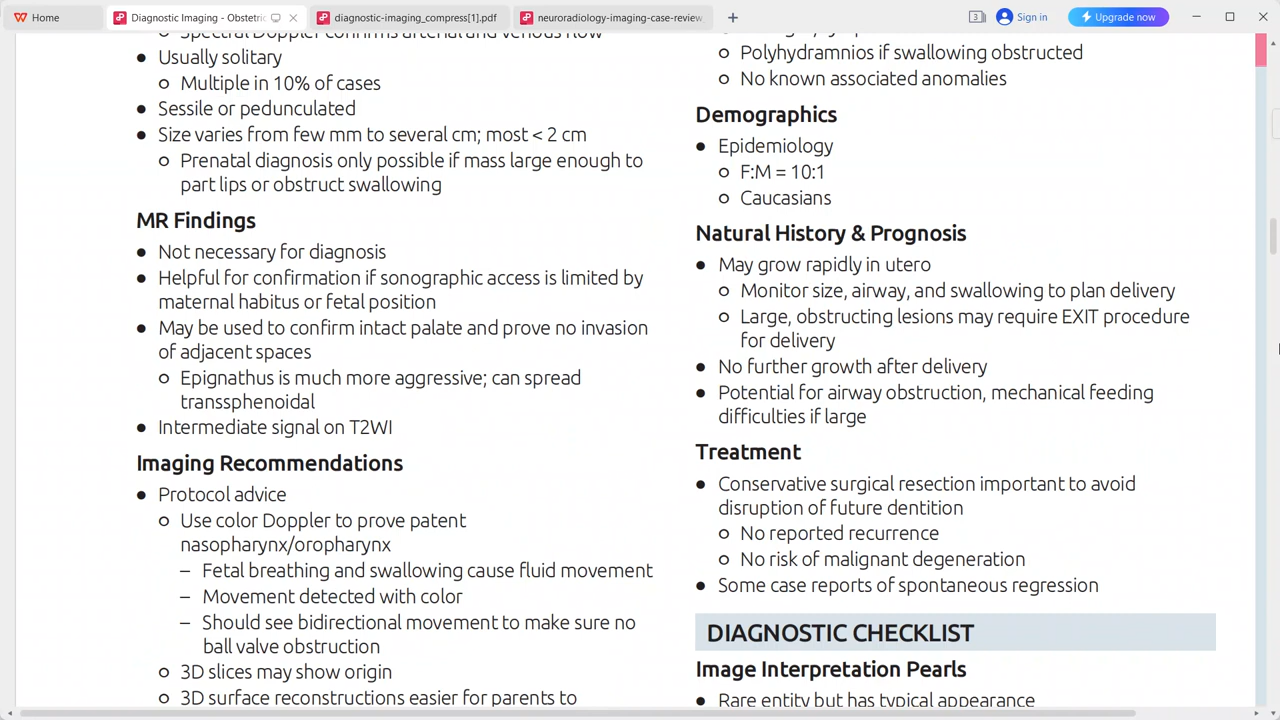 Home
Diagnostic Imaging - Obstetric
diagnostic-imaging_compress[1].pdf
neuroradiology-imaging-case-review
3
Sign in
Upgrade now
Spectral Doppler confirms arterial and venous flow
Usually solitary
Multiple in 10% of cases
Sessile or pedunculated
Size varies from few mm to several cm; most < 2 cm
Prenatal diagnosis only possible if mass large enough to
part lips or obstruct swallowing
MR Findings
Not necessary for diagnosis
Helpful for confirmation if sonographic access is limited by
maternal habitus or fetal position
May be used to confirm intact palate and prove no invasion
of adjacent spaces
Epignathus is much more aggressive; can spread
transsphenoidal
Intermediate signal on T2WI
Imaging Recommendations
Protocol advice
Use color Doppler to prove patent
nasopharynx/oropharynx
– Fetal breathing and swallowing cause fluid movement
– Movement detected with color
– Should see bidirectional movement to make sure no
ball valve obstruction
3D slices may show origin
3D surface reconstructions easier for parents to
Polyhydramnios if swallowing obstructed
No known associated anomalies
Demographics
Epidemiology
F:M = 10:1
Caucasians
Natural History & Prognosis
May grow rapidly in utero
Monitor size, airway, and swallowing to plan delivery
Large, obstructing lesions may require EXIT procedure
for delivery
No further growth after delivery
Potential for airway obstruction, mechanical feeding
difficulties if large
Treatment
Conservative surgical resection important to avoid
disruption of future dentition
No reported recurrence
No risk of malignant degeneration
Some case reports of spontaneous regression
DIAGNOSTIC CHECKLIST
Image Interpretation Pearls
Rare entity but has typical appearance